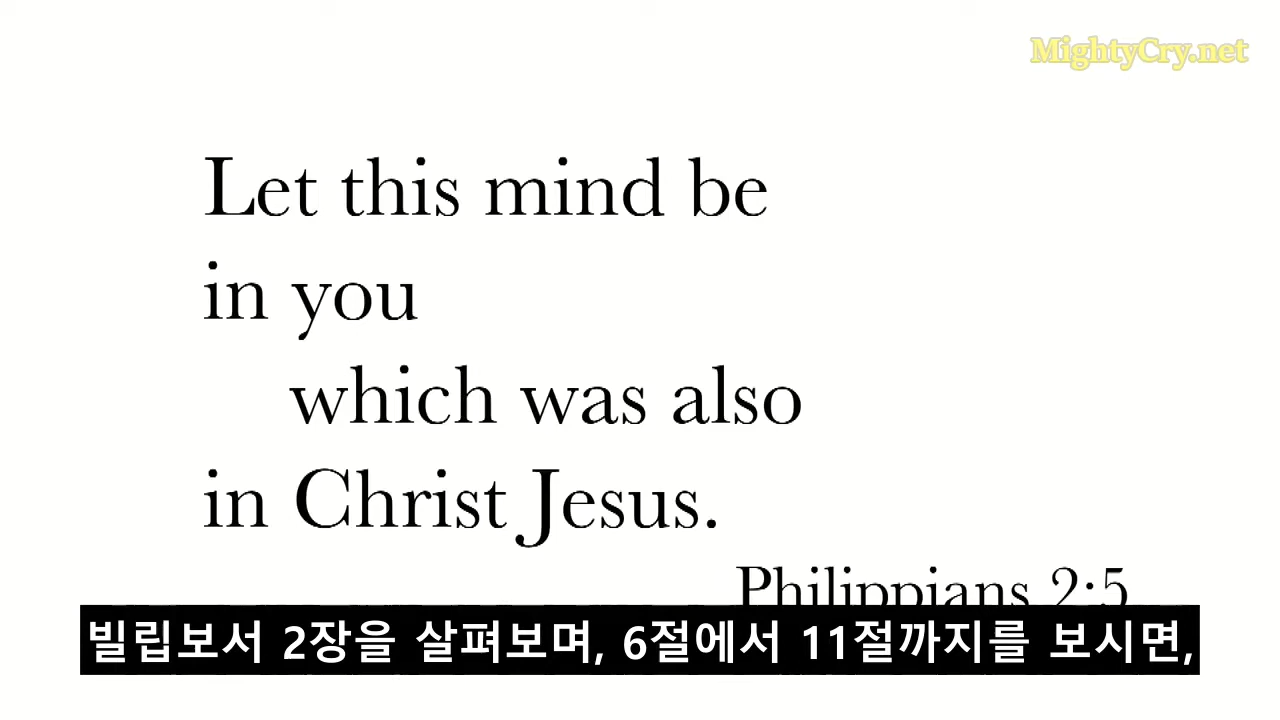 MightyCry.net
Let this mind be
in you
which was also
in Christ Jesus.
Philippians 2:5
빌립보서 2장을 살펴보며, 6절에서 11절까지를 보시면,